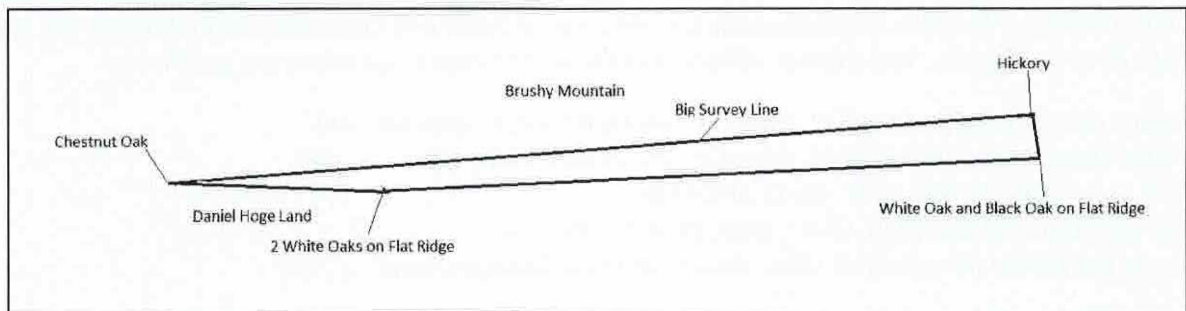 Hickory
Brushy Mountain
Big Survey Line
Chestnut Oak
White Oak and Black Oak on Flat Ridge
Daniel Hoge Land
2 White Oaks on Flat Ridge